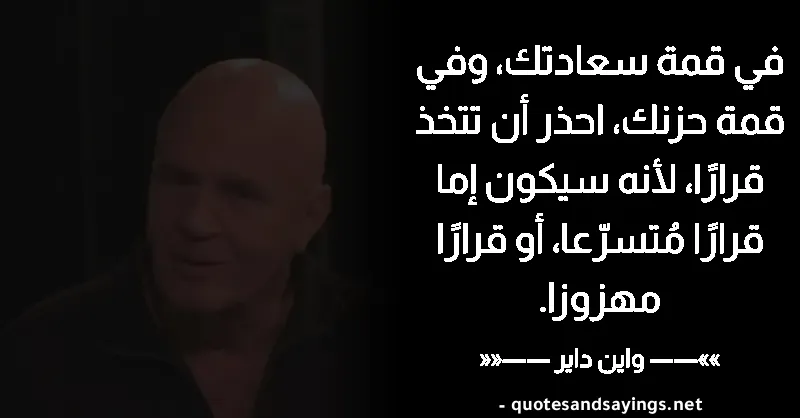 في قمة سعادتك، وفي
قمة حزنك، احذر أن تتخذ
قرارًا، لأنه سيكون إما
قرارًا مُتسرّعا، أو قرارًا
مهزوزا.
»»—— واين داير ——««
- quotesandsayings.net